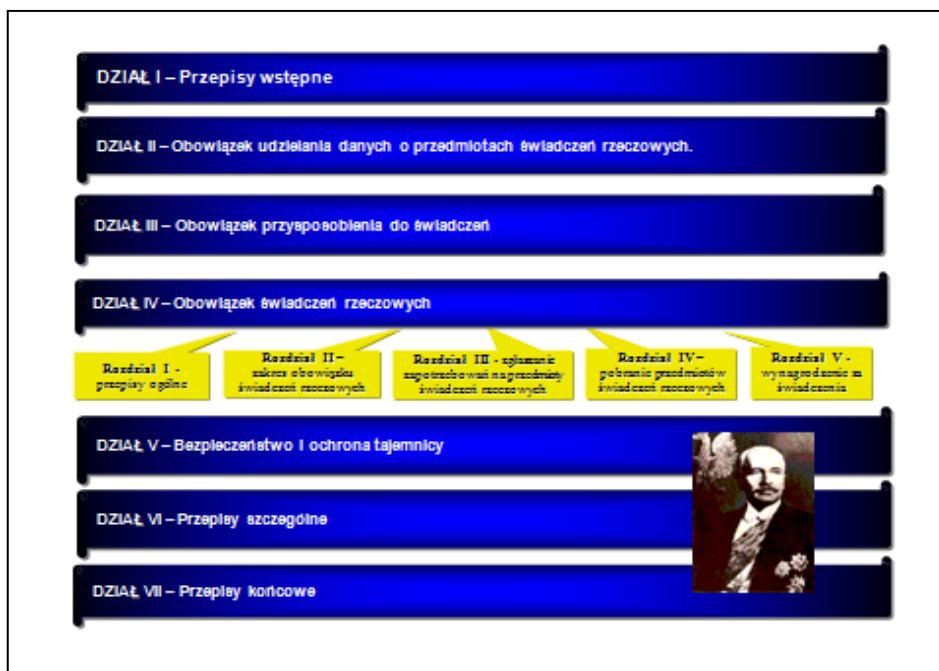 DZIAŁ I – Przepisy wstępne
DZIAŁ II – Obowiązek udzielania danych o przedmiotach świadczeń rzeczowych.
DZIAŁ III – Obowiązek przysposobienia do świadczeń
DZIAŁ IV – Obowiązek świadczeń rzeczowych
Rozdział I -
przepisy ogólne
Rozdział II –
zakres obowiązku
świadczeń rzeczowych
Rozdział III - zgłaszanie
zapotrzebowań na przedmioty
świadczeń rzeczowych
Rozdział IV –
pobranie przedmiotów
świadczeń rzeczowych
Rozdział V -
wynagrodzenie za
świadczenia
DZIAŁ V – Bezpieczeństwo i ochrona tajemnicy
DZIAŁ VI – Przepisy szczególne
DZIAŁ VII – Przepisy końcowe